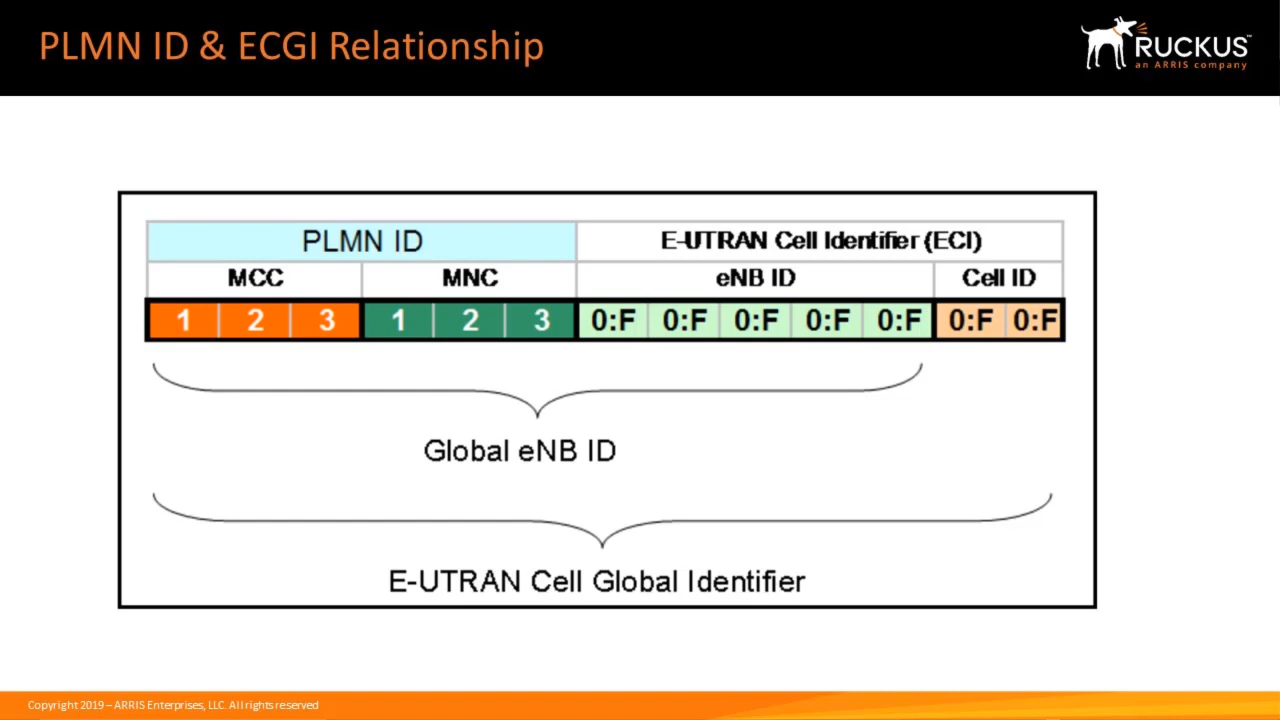 PLMN ID & ECGI Relationship
RUCKUS™
an ARRIS company
PLMN ID E-UTRAN Cell Identifier (ECI)
MCC MNC eNB ID Cell ID
1 2 3 1 2 3 0:F 0:F 0:F 0:F 0:F 0:F 0:F
Global eNB ID
E-UTRAN Cell Global Identifier
Copyright 2019 – ARRIS Enterprises, LLC. All rights reserved